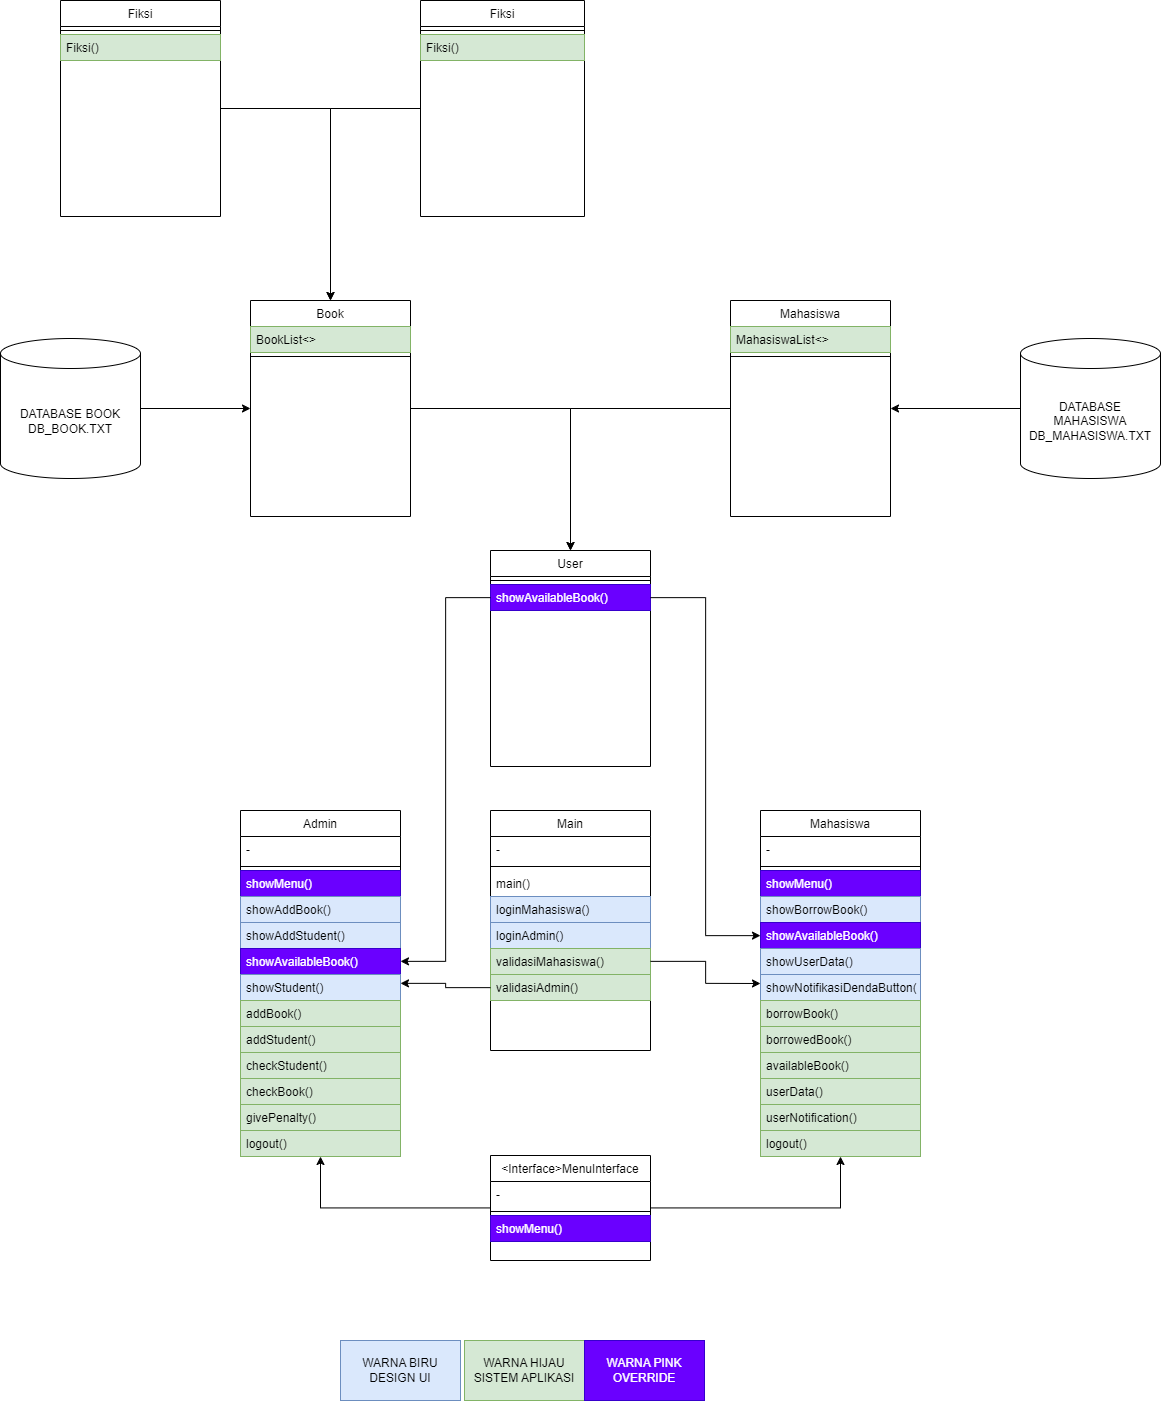 Fiksi
Fiksi()
Fiksi
Fiksi()
Book
BookList<>
Mahasiswa
MahasiswaList<>
DATABASE BOOK
DB_BOOK.TXT
DATABASE
MAHASISWA
DB_MAHASISWA.TXT
User
showAvailableBook()
Admin
-
showMenu()
showAddBook()
showAddStudent()
showAvailableBook()
showStudent()
addBook()
addStudent()
checkStudent()
checkBook()
givePenalty()
logout()
Main
-
main()
loginMahasiswa()
loginAdmin()
validasiMahasiswa()
validasiAdmin()
Mahasiswa
-
showMenu()
showBorrowBook()
showAvailableBook()
showUserData()
showNotifikasiDendaButton(
borrowBook()
borrowedBook()
availableBook()
userData()
userNotification()
logout()
<Interface>MenuInterface
-
showMenu()
WARNA BIRU
DESIGN UI
WARNA HIJAU
SISTEM APLIKASI
WARNA PINK
OVERRIDE